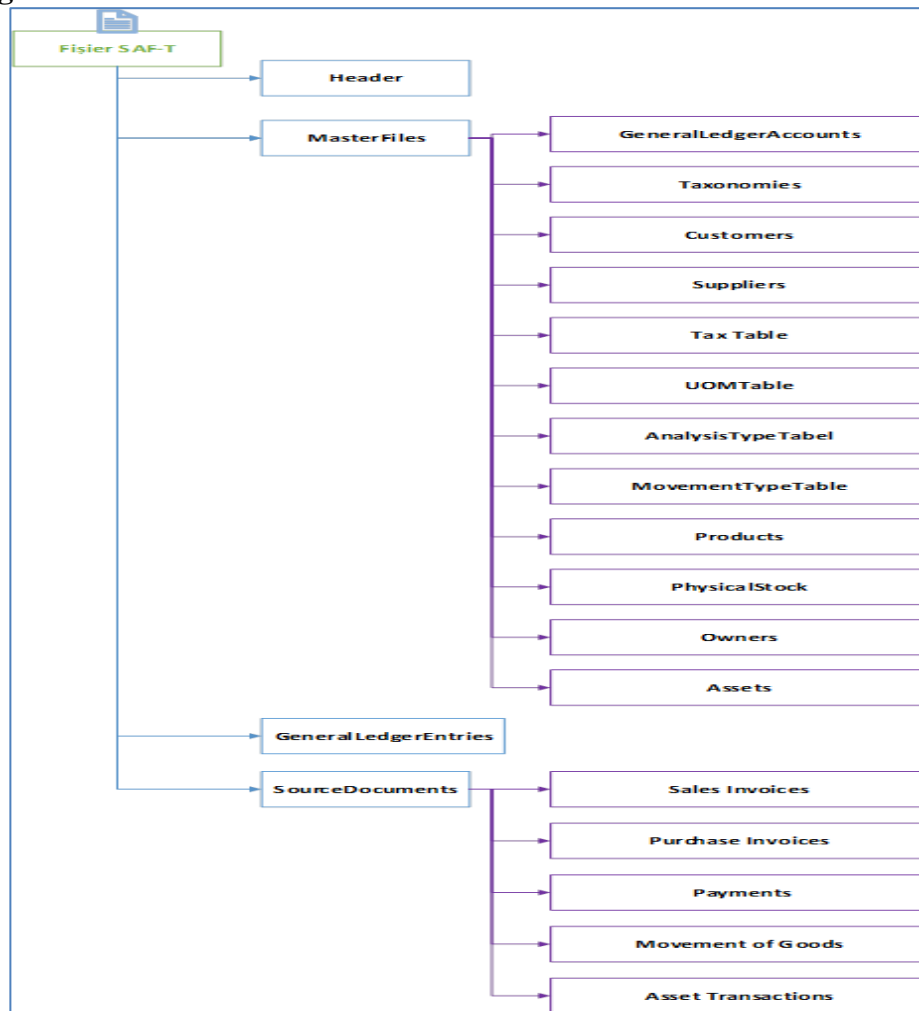 Fișier SAF-T
Header
MasterFiles
GeneralLedgerAccounts
Taxonomies
Customers
Suppliers
Tax Table
UOMTable
AnalysisTypeTabel
MovementTypeTable
Products
PhysicalStock
Owners
Assets
GeneralLedgerEntries
SourceDocuments
Sales Invoices
Purchase Invoices
Payments
Movement of Goods
Asset Transactions